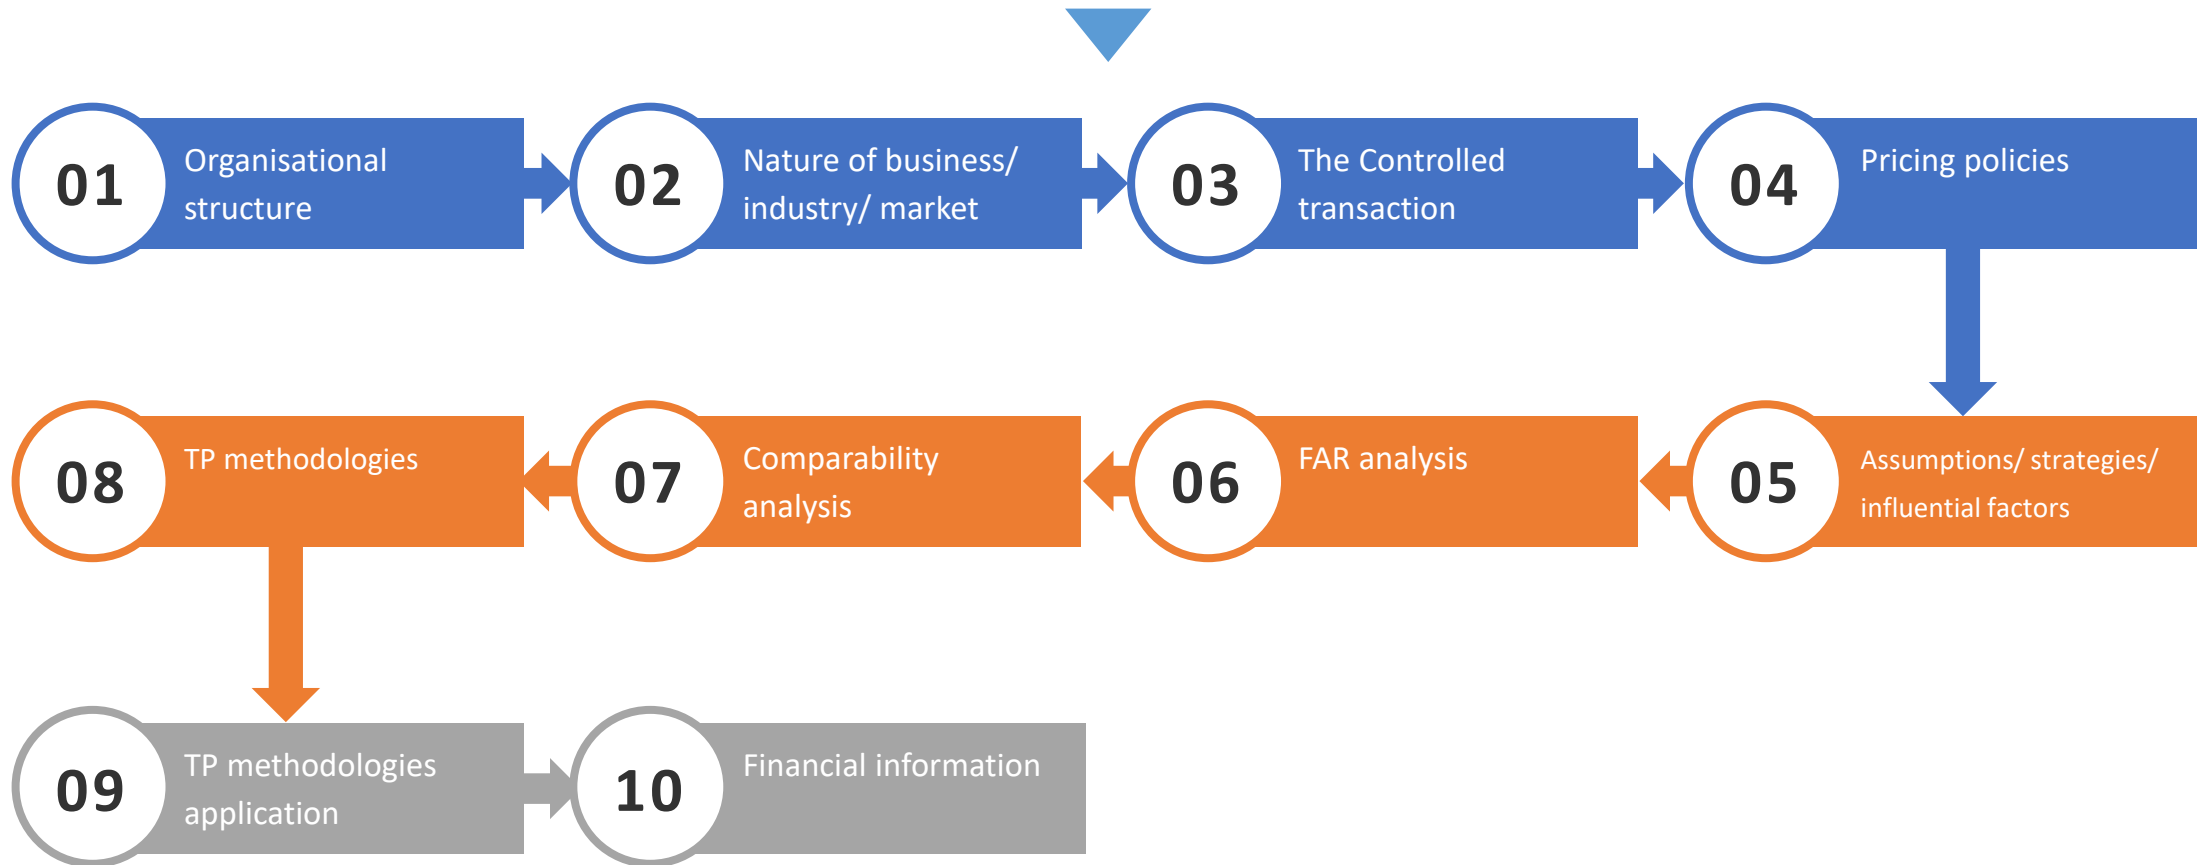 01
Organisational
structure
02
Nature of business/
industry/ market
03
The Controlled
transaction
04
Pricing policies
05
Assumptions/ strategies/
influential factors
06
FAR analysis
07
Comparability
analysis
08
TP methodologies
09
TP methodologies
application
10
Financial information